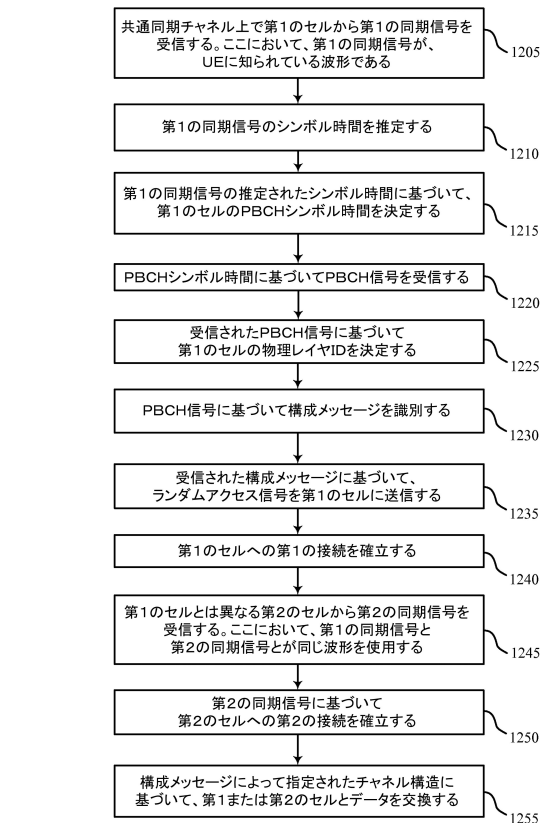 共通同期チャネル上で第1のセルから第1の同期信号を
受信する。ここにおいて、第1の同期信号が、
UEに知られている波形である
1205
第1の同期信号のシンボル時間を推定する
1210
第1の同期信号の推定されたシンボル時間に基づいて、
第1のセルのPBCHシンボル時間を決定する
1215
PBCHシンボル時間に基づいてPBCH信号を受信する
1220
受信されたPBCH信号に基づいて
第1のセルの物理レイヤIDを決定する
1225
PBCH信号に基づいて構成メッセージを識別する
1230
受信された構成メッセージに基づいて、
ランダムアクセス信号を第1のセルに送信する
1235
第1のセルへの第1の接続を確立する
1240
第1のセルとは異なる第2のセルから第2の同期信号を
受信する。ここにおいて、第1の同期信号と
第2の同期信号とが同じ波形を使用する
1245
第2の同期信号に基づいて
第2のセルへの第2の接続を確立する
1250
構成メッセージによって指定されたチャネル構造に
基づいて、第1または第2のセルとデータを交換する
1255